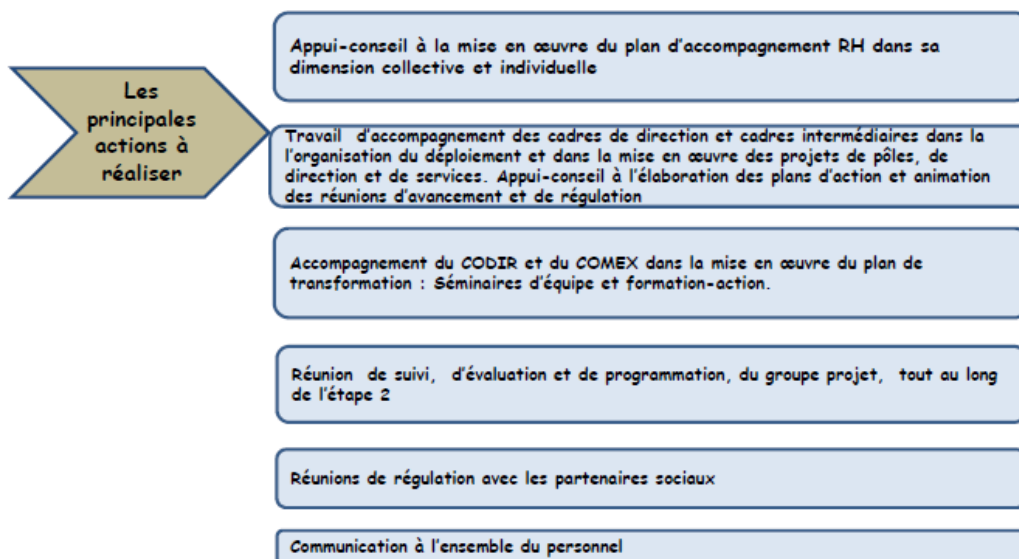 Les
principales
actions à
réaliser
Appui-conseil à la mise en œuvre du plan d'accompagnement RH dans sa
dimension collective et individuelle
Travail d'accompagnement des cadres de direction et cadres intermédiaires dans la
l'organisation du déploiement et dans la mise en œuvre des projets de pôles, de
direction et de services. Appui-conseil à l'élaboration des plans d'action et animation
des réunions d'avancement et de régulation
Accompagnement du CODIR et du COMEX dans la mise en œuvre du plan de
transformation : Séminaires d'équipe et formation-action.
Réunion de suivi, d'évaluation et de programmation, du groupe projet, tout au long
de l'étape 2
Réunions de régulation avec les partenaires sociaux
Communication à l'ensemble du personnel